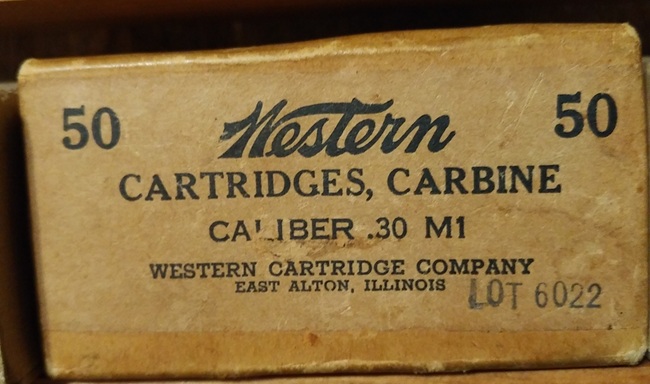 50 Western 50
CARTRIDGES, CARBINE
CALIBER .30 M1
WESTERN CARTRIDGE COMPANY
EAST ALTON, ILLINOIS
LOT 6022